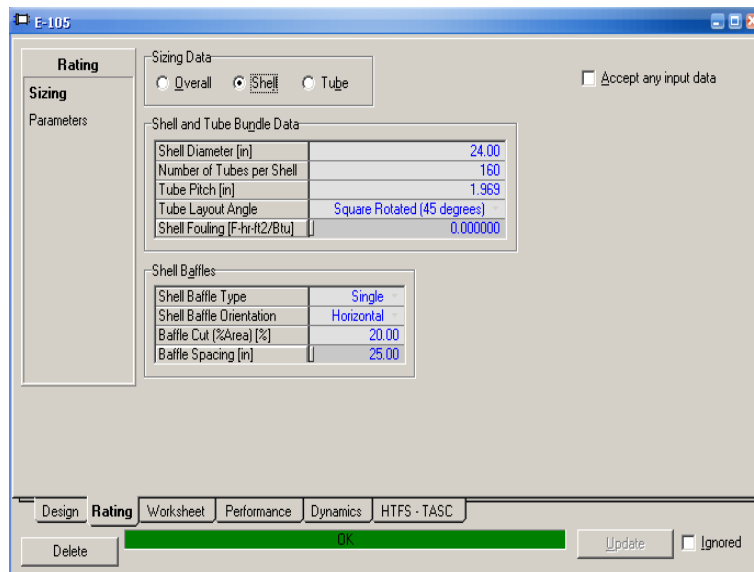 E-105
Rating
Sizing
Parameters
Sizing Data
Overall Shell Tube
Accept any input data
Shell and Tube Bundle Data
Shell Diameter [in] 24.00
Number of Tubes per Shell 160
Tube Pitch [in] 1.969
Tube Layout Angle Square Rotated (45 degrees)
Shell Fouling [F-hr-ft2/Btu] 0.000000
Shell Baffles
Shell Baffle Type Single
Shell Baffle Orientation Horizontal
Baffle Cut (%Area) [%] 20.00
Baffle Spacing [in] 25.00
Design Rating Worksheet Performance Dynamics HTFS - TASC
Delete OK Update Ignored